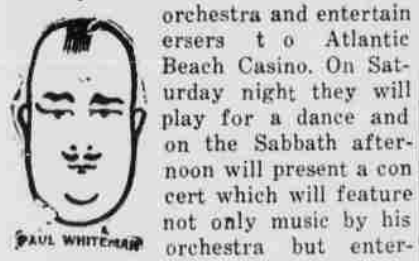 orchestra and entertain
ersers t o Atlantic
Beach Casino. On Sat-
urday night they will
play for a dance and
on the Sabbath after-
noon will present a con
cert which will feature
not only music by his
orchestra but enter-
PAUL WHITEMAN